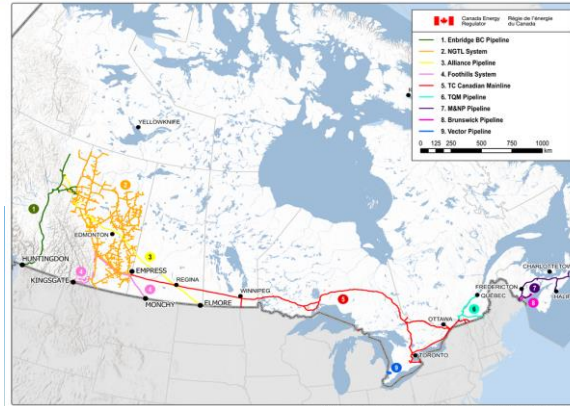 Canada Energy Regulator
Régie de l'énergie du Canada
1. Enbridge BC Pipeline
2. NGTL System
3. Alliance Pipeline
4. Foothills System
5. TC Canadian Mainline
6. TQM Pipeline
7. M&NP Pipeline
8. Brunswick Pipeline
9. Vector Pipeline
0 125 250 500 750 1000
km
YELLOWKNIFE
2
1
EDMONTON
HUNTINGDON
3
EMPRESS
KINGSGATE
4
4
REGINA
MONCHY
ELMORE
WINNIPEG
5
CHARLOTTETOW
FREDERICTON
QUÉBEC
7
8
HALIF
6
OTTAWA
TORONTO
9